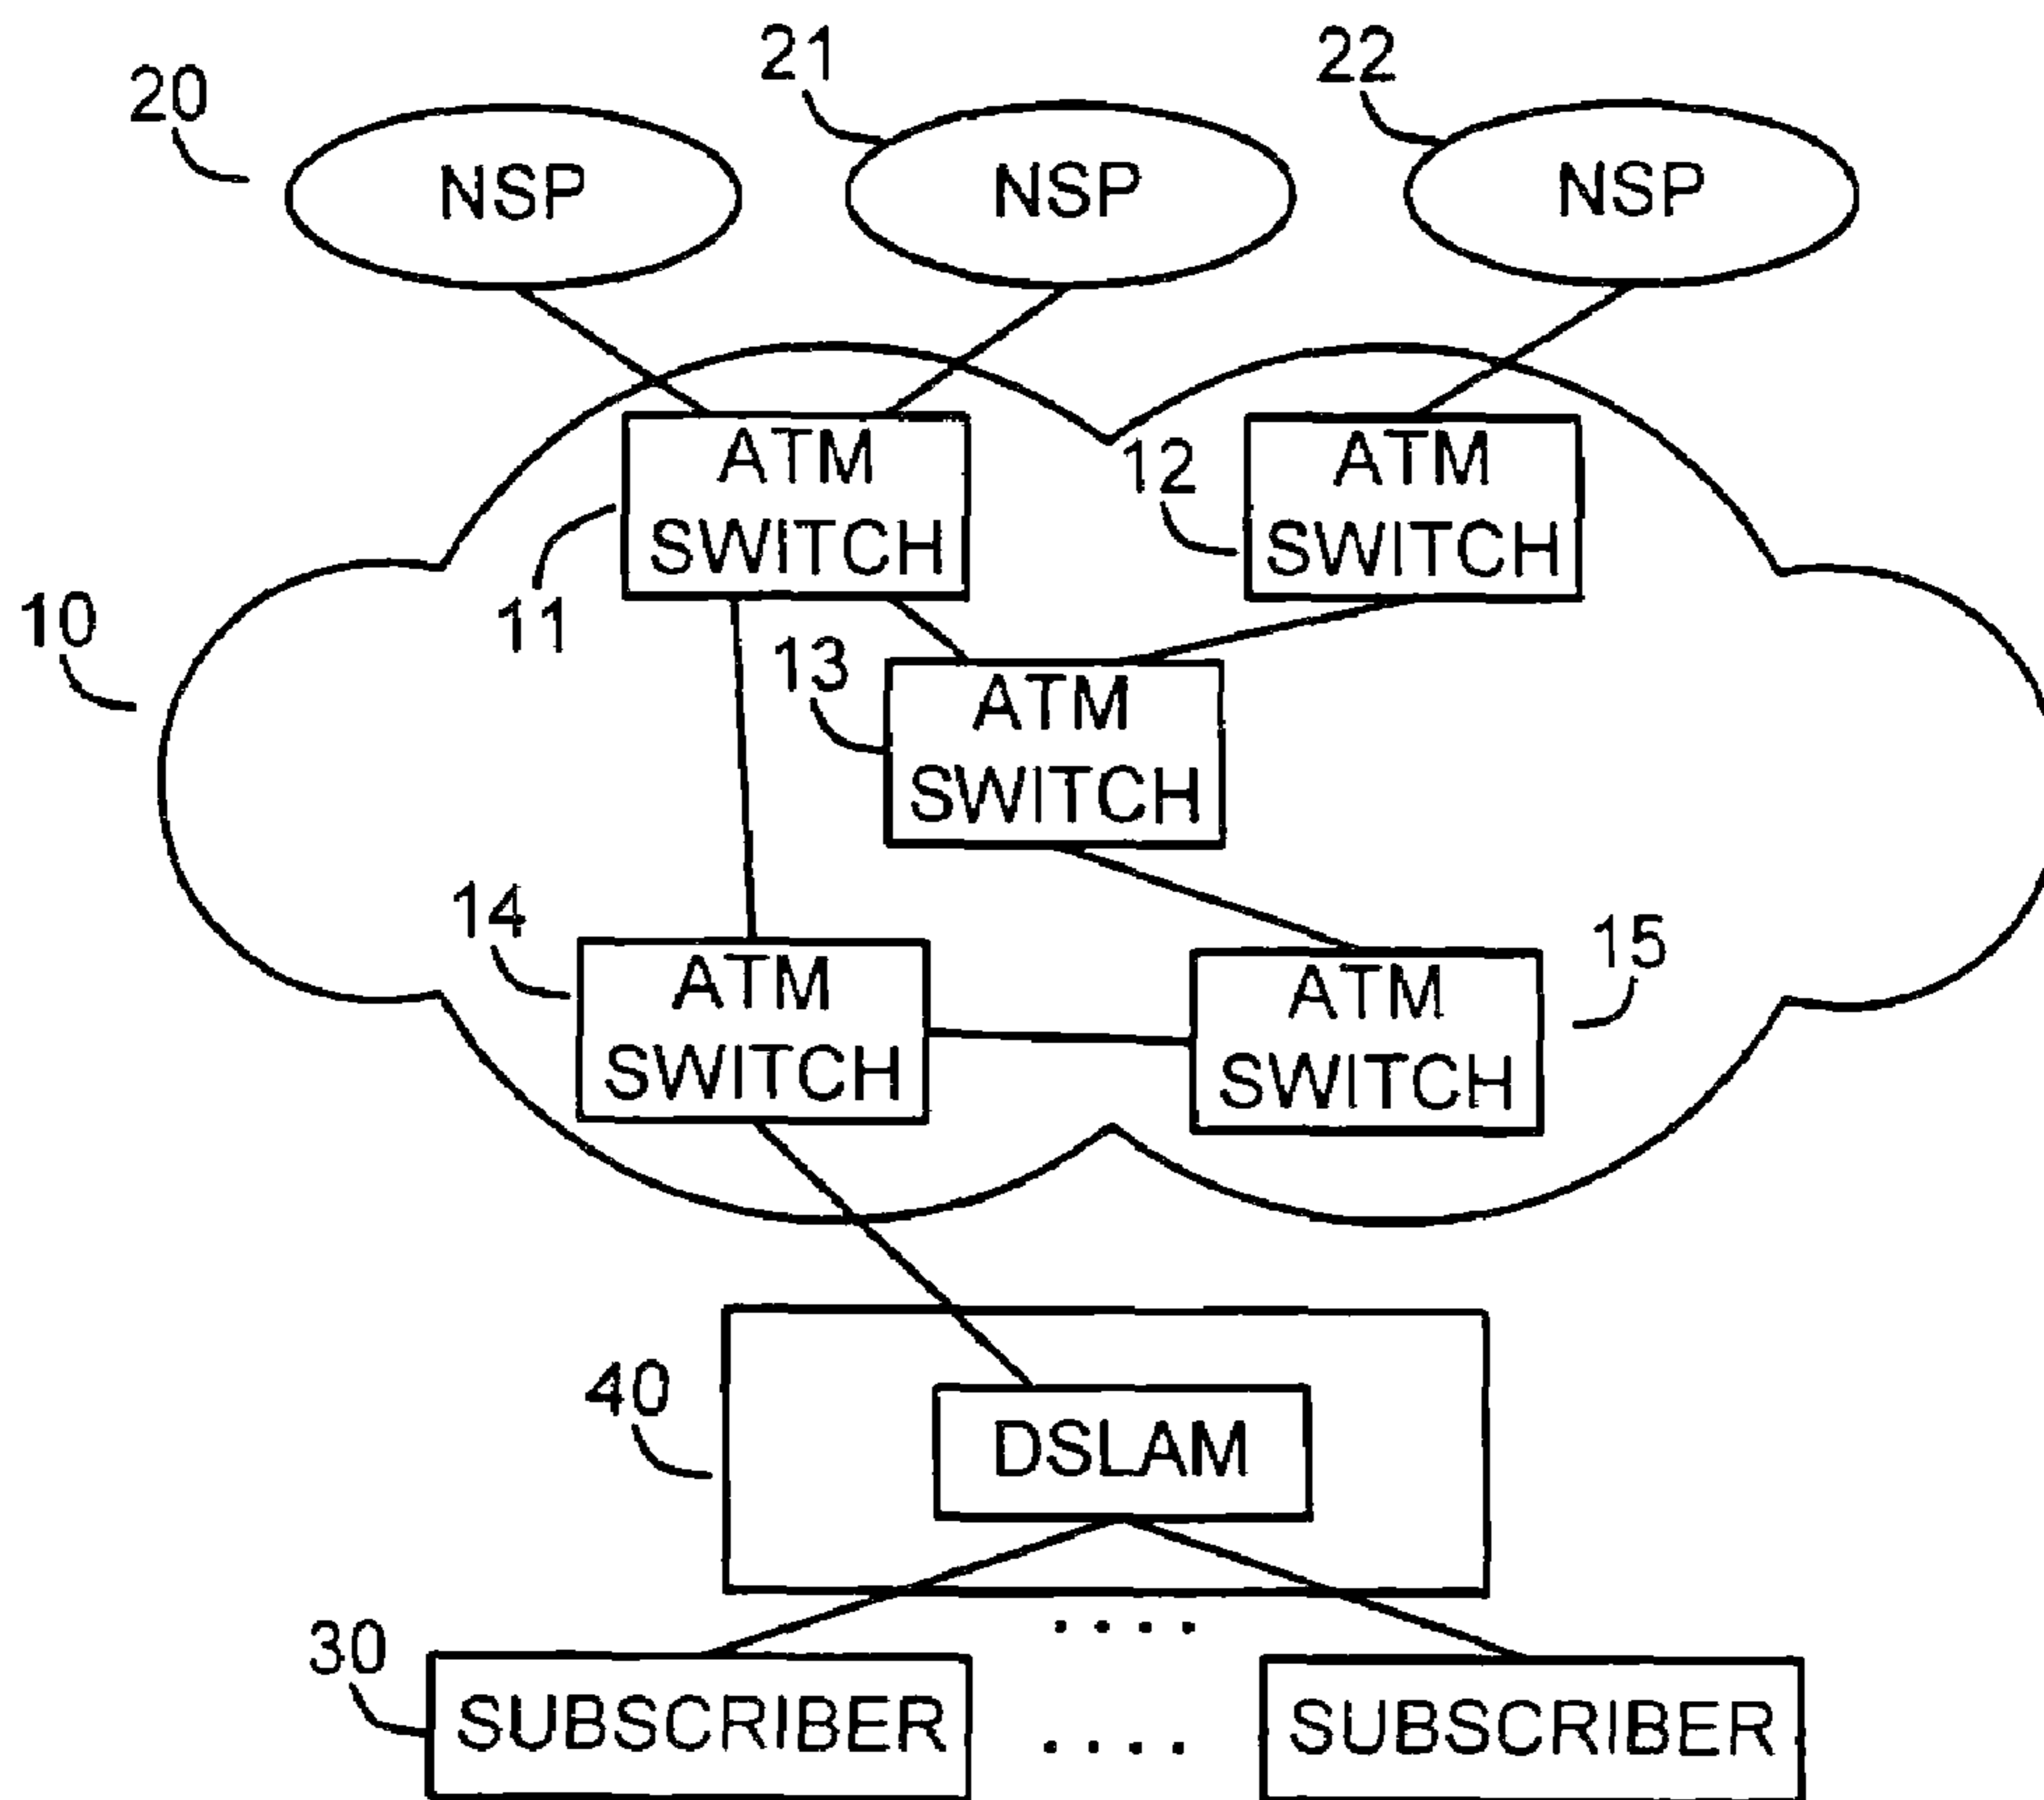 20
21
22
NSP
NSP
NSP
ATM
SWITCH
11
12
ATM
SWITCH
10
13
ATM
SWITCH
14
ATM
SWITCH
15
ATM
SWITCH
40
DSLAM
....
30
SUBSCRIBER
....
SUBSCRIBER